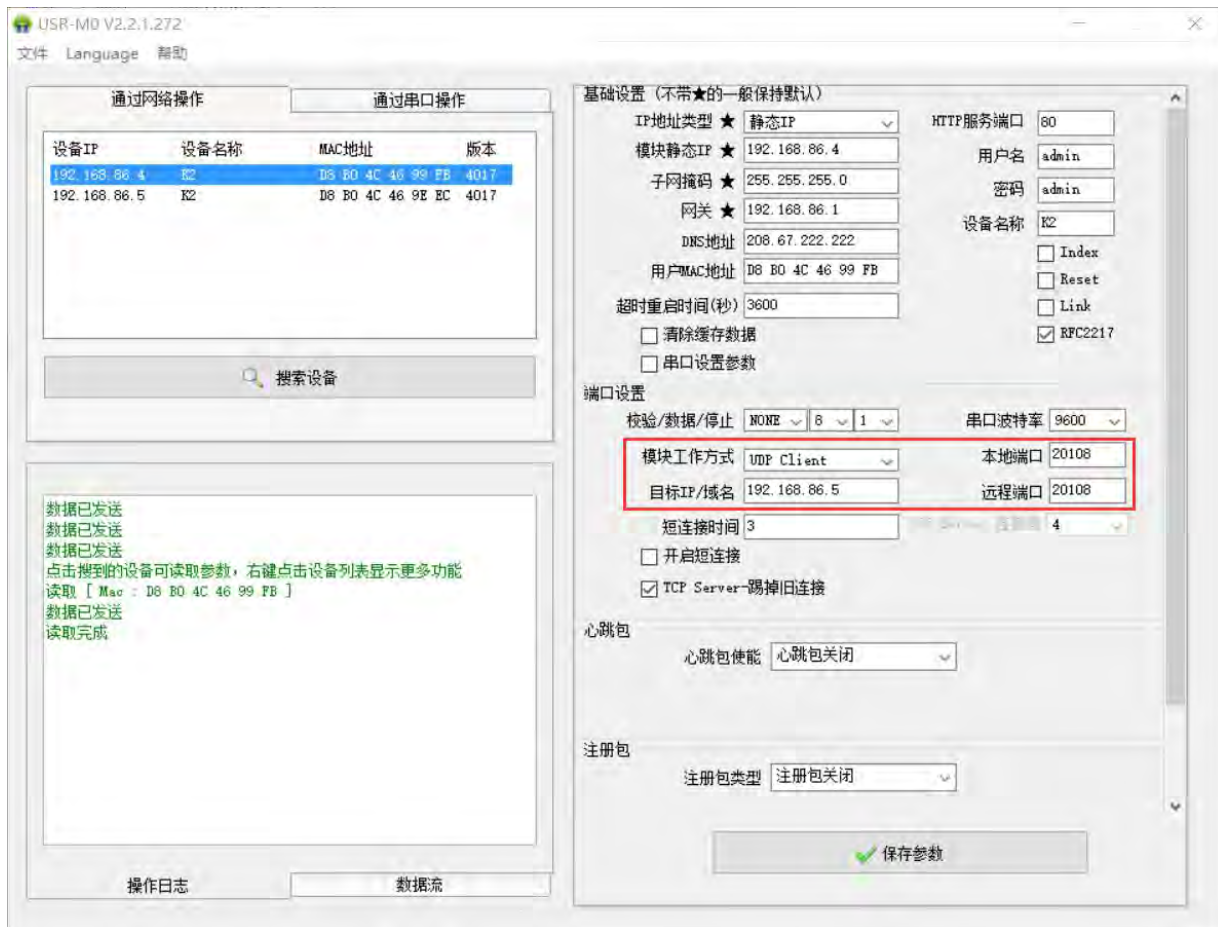 USR-M0 V2.2.1.272
文件 Language 帮助
通过网络操作 通过串口操作
设备IP 设备名称 MAC地址 版本
192.168.86.4 K2 D8 B0 4C 46 99 FB 4017
192.168.86.5 K2 D8 B0 4C 46 9E EC 4017
搜索设备
数据已发送
数据已发送
数据已发送
点击搜到的设备可读取参数，右键点击设备列表显示更多功能
读取 [ Mac : D8 B0 4C 46 99 FB ]
数据已发送
读取完成
操作日志 数据流
基础设置 (不带★的一般保持默认)
IP地址类型 ★ 静态IP HTTP服务端口 80
模块静态IP ★ 192.168.86.4 用户名 admin
子网掩码 ★ 255.255.255.0 密码 admin
网关 ★ 192.168.86.1 设备名称 K2
DNS地址 208.67.222.222 Index
用户MAC地址 D8 B0 4C 46 99 FB Reset
超时重启时间(秒) 3600 Link
清除缓存数据 RFC2217
串口设置参数
端口设置
校验/数据/停止 NONE 8 1 串口波特率 9600
模块工作方式 UDP Client 本地端口 20108
目标IP/域名 192.168.86.5 远程端口 20108
短连接时间 3 4
开启短连接
TCP Server-踢掉旧连接
心跳包
心跳包使能 心跳包关闭
注册包
注册包类型 注册包关闭
保存参数